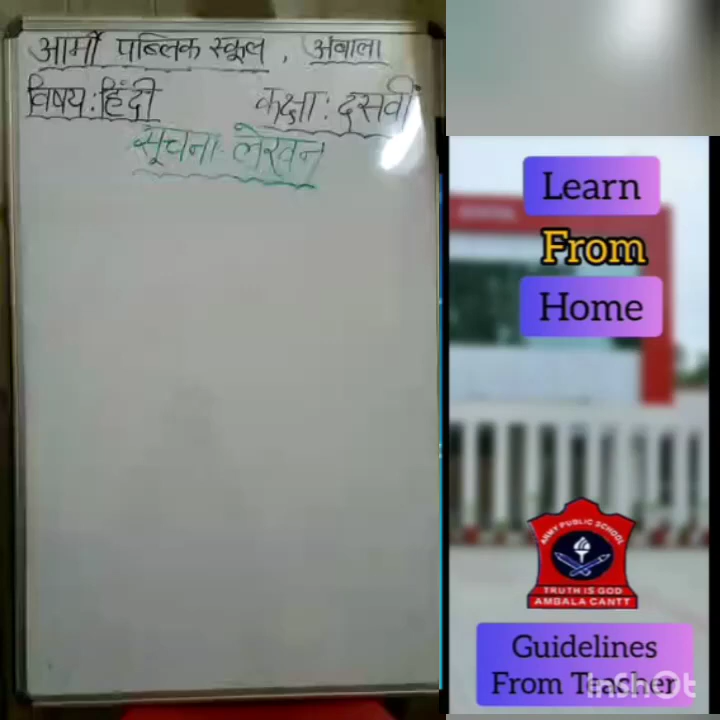 आर्मी पब्लिक स्कूल, अंबाला
विषय: हिंदी कक्षा: दसवीं
सूचना-लेखन
Learn
From
Home
ARMY PUBLIC SCHOOL
TRUTH IS GOD
AMBALA CANTT
Guidelines
From Teacher
InShOt